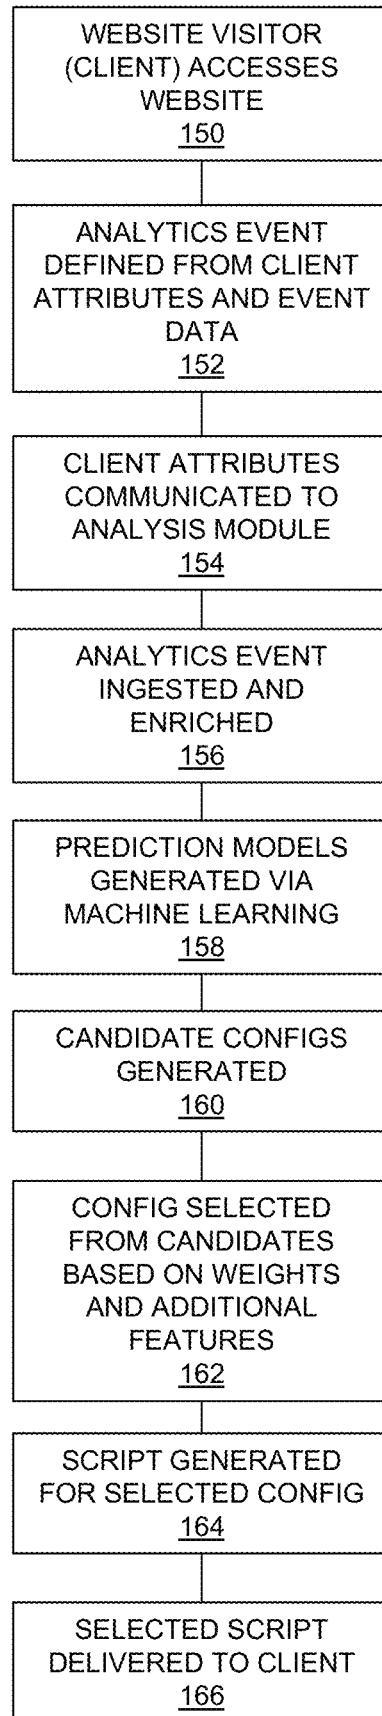 WEBSITE VISITOR
(CLIENT) ACCESSES
WEBSITE
150
ANALYTICS EVENT
DEFINED FROM CLIENT
ATTRIBUTES AND EVENT
DATA
152
CLIENT ATTRIBUTES
COMMUNICATED TO
ANALYSIS MODULE
154
ANALYTICS EVENT
INGESTED AND
ENRICHED
156
PREDICTION MODELS
GENERATED VIA
MACHINE LEARNING
158
CANDIDATE CONFIGS
GENERATED
160
CONFIG SELECTED
FROM CANDIDATES
BASED ON WEIGHTS
AND ADDITIONAL
FEATURES
162
SCRIPT GENERATED
FOR SELECTED CONFIG
164
SELECTED SCRIPT
DELIVERED TO CLIENT
166